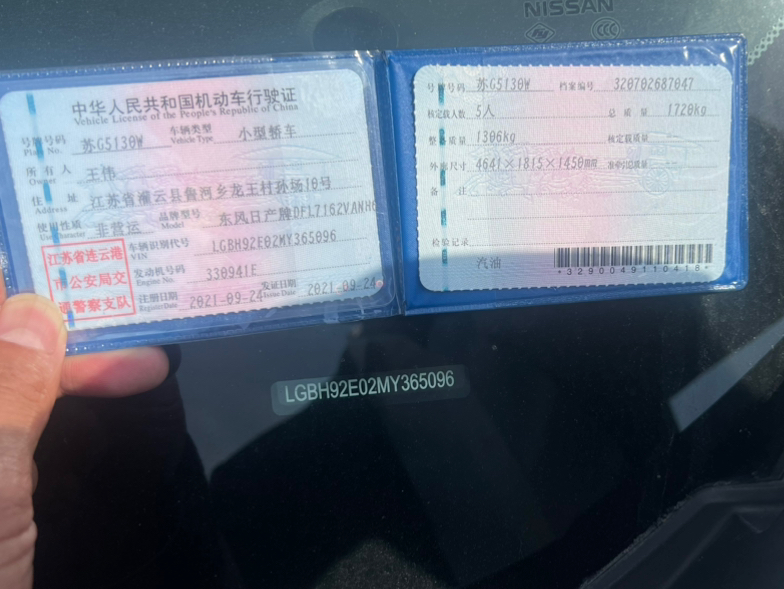 NISSAN
中华人民共和国机动车行驶证
Vehicle License of the People's Republic of China
号牌号码 苏G5130W 车辆类型 小型轿车
Plate No. Vehicle Type
所有人 王伟
Owner
住址 江苏省灌云县鲁河乡龙王村孙场10号
Address
使用性质 非营运 品牌型号 东风日产牌DFL7162VANH6
Use Character Model
车辆识别代号 LGBH92E02MY365096
VIN
发动机号码 330941E
Engine No.
注册日期 2021-09-24 发证日期 2021-09-24
Register Date Issue Date
江苏省连云港
市公安局交
通警察支队
号牌号码 苏G5130W 档案编号 320702687047
核定载人数 5人 总质量 1720kg
整备质量 1306kg 核定载质量 --
外廓尺寸 4641×1815×1450mm 准牵引总质量 --
备注
检验记录
汽油
*3290049110418*
LGBH92E02MY365096